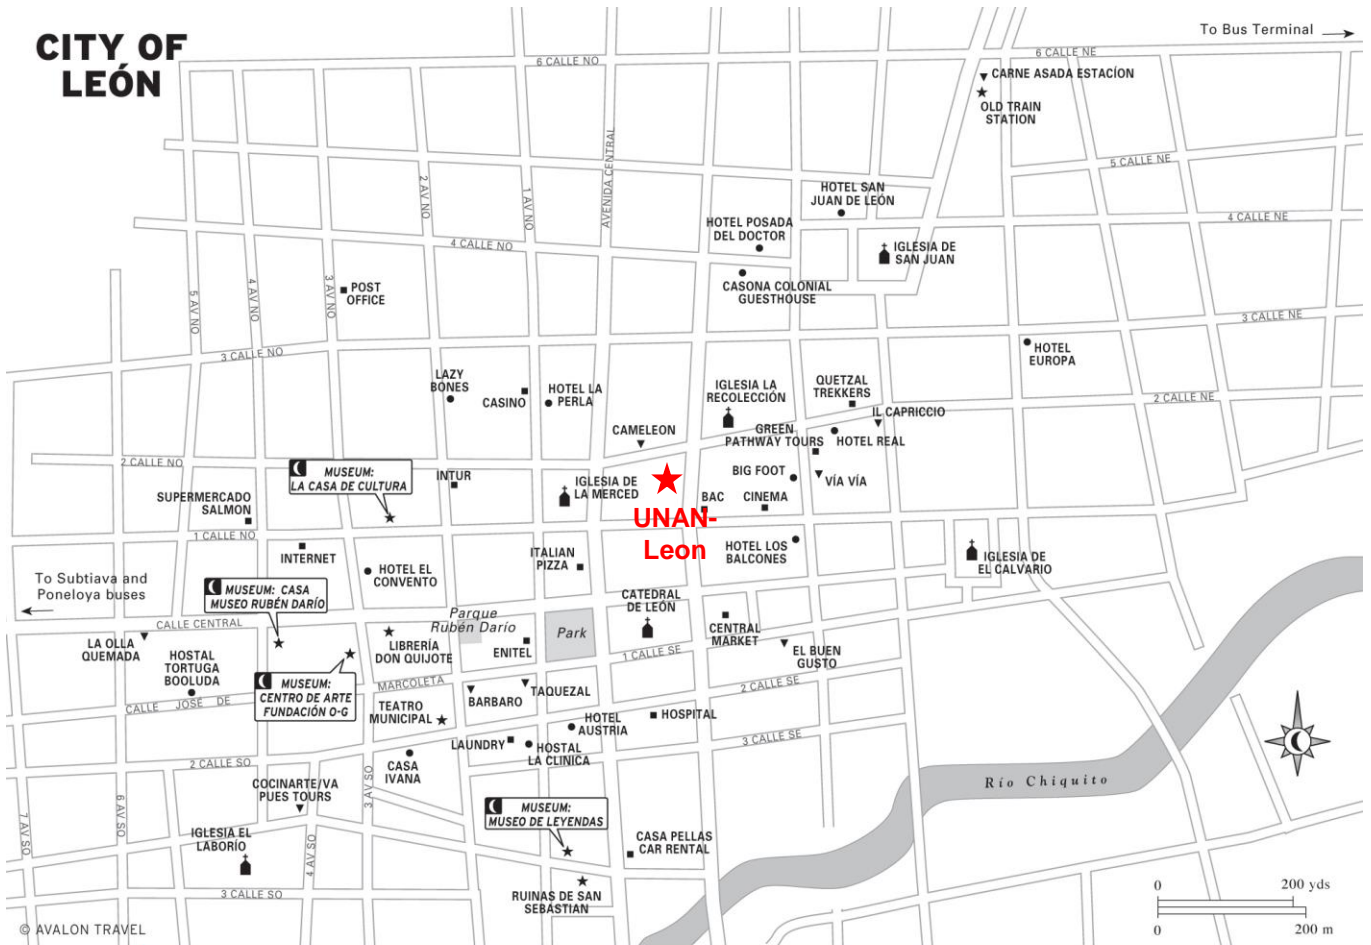 CITY OF
LEÓN
To Bus Terminal
6 CALLE NO
6 CALLE NE
CARNE ASADA ESTACÍON
OLD TRAIN
STATION
AVENIDA CENTRAL
5 CALLE NE
2 AV NO
1 AV NO
HOTEL SAN
JUAN DE LEÓN
4 CALLE NE
HOTEL POSADA
DEL DOCTOR
4 CALLE NO
IGLESIA DE
SAN JUAN
POST
OFFICE
3 AV NO
4 AV NO
5 AV NO
CASONA COLONIAL
GUESTHOUSE
3 CALLE NE
3 CALLE NO
HOTEL
EUROPA
LAZY
BONES
CASINO
HOTEL LA
PERLA
IGLESIA LA
RECOLECCIÓN
QUETZAL
TREKKERS
2 CALLE NE
IL CAPRICCIO
CAMELEON
GREEN
PATHWAY TOURS
HOTEL REAL
2 CALLE NO
MUSEUM:
LA CASA DE CULTURA
INTUR
IGLESIA DE
LA MERCED
BIG FOOT
VÍA VÍA
SUPERMERCADO
SALMON
BAC
CINEMA
UNAN-
Leon
1 CALLE NO
INTERNET
HOTEL EL
CONVENTO
ITALIAN
PIZZA
HOTEL LOS
BALCONES
IGLESIA DE
EL CALVARIO
To Subtiava and
Poneloya buses
MUSEUM: CASA
MUSEO RUBÉN DARÍO
CATEDRAL
DE LEÓN
CALLE CENTRAL
Parque
Rubén Darío
Park
CENTRAL
MARKET
LA OLLA
QUEMADA
LIBRERÍA
DON QUIJOTE
ENITEL
1 CALLE SE
EL BUEN
GUSTO
HOSTAL
TORTUGA
BOOLUDA
MUSEUM:
CENTRO DE ARTE
FUNDACIÓN O-G
CALLE JOSÉ DE MARCOLETA
2 CALLE SE
BARBARO
TAQUEZAL
TEATRO
MUNICIPAL
HOTEL
AUSTRIA
HOSPITAL
3 CALLE SE
LAUNDRY
HOSTAL
LA CLINICA
2 CALLE SO
CASA
IVANA
COCINARTE/VA
PUES TOURS
3 AV SO
6 AV SO
7 AV SO
4 AV SO
Río Chiquito
MUSEUM:
MUSEO DE LEYENDAS
IGLESIA EL
LABORÍO
CASA PELLAS
CAR RENTAL
3 CALLE SO
RUINAS DE SAN
SEBASTIAN
0 200 yds
0 200 m
© AVALON TRAVEL